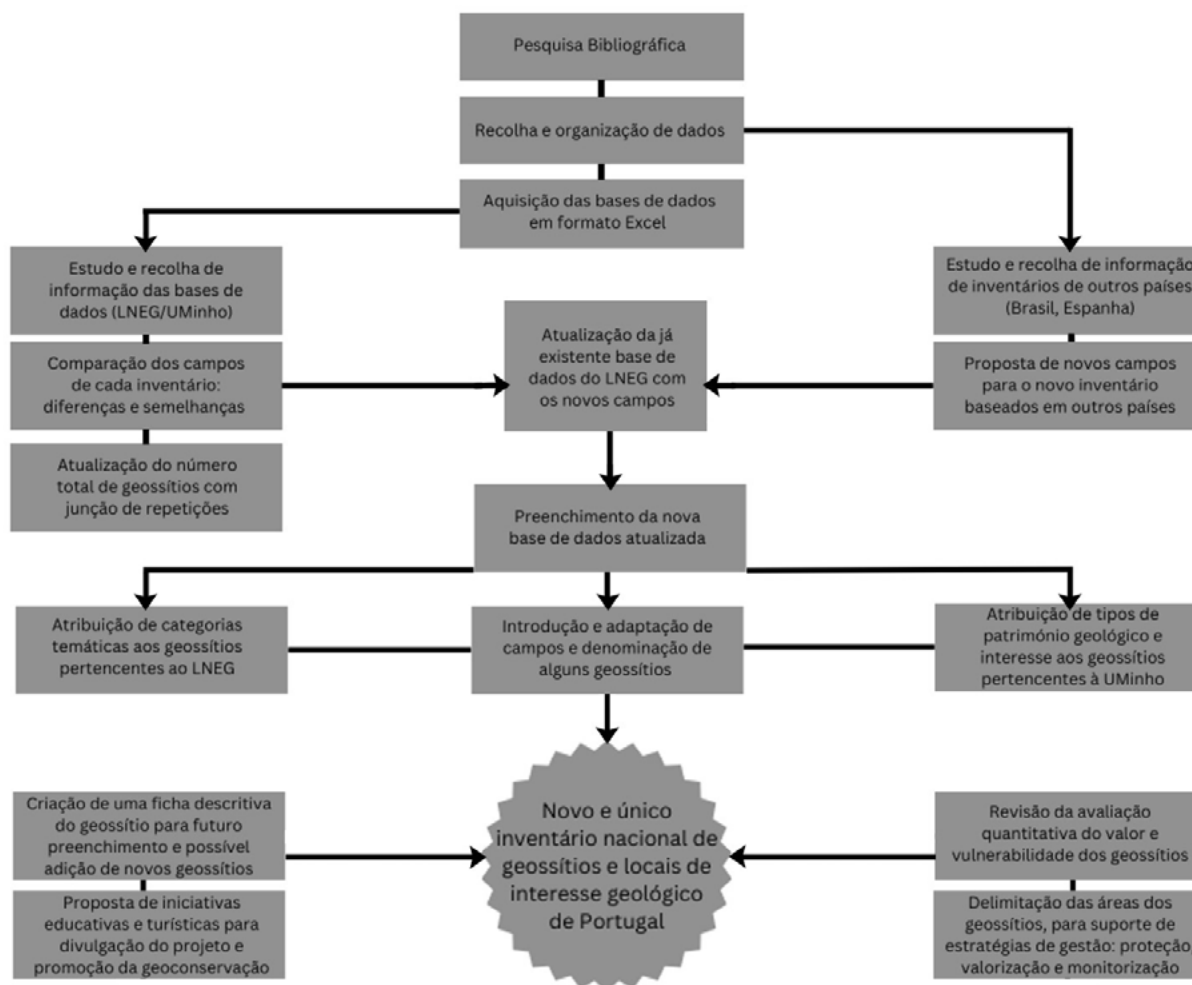 Pesquisa Bibliográfica
Recolha e organização de dados
Aquisição das bases de dados
em formato Excel
Estudo e recolha de
informação das bases de
dados (LNEG/UMinho)
Comparação dos campos
de cada inventário:
diferenças e semelhanças
Atualização do número
total de geossítios com
junção de repetições
Atualização da já
existente base de
dados do LNEG com
os novos campos
Estudo e recolha de informação
de inventários de outros países
(Brasil, Espanha)
Proposta de novos campos
para o novo inventário
baseados em outros países
Preenchimento da nova
base de dados atualizada
Atribuição de categorias
temáticas aos geossítios
pertencentes ao LNEG
Introdução e adaptação de
campos e denominação de
alguns geossítios
Atribuição de tipos de
património geológico e
interesse aos geossítios
pertencentes à UMinho
Criação de uma ficha descritiva
do geossítio para futuro
preenchimento e possível
adição de novos geossítios
Proposta de iniciativas
educativas e turísticas para
divulgação do projeto e
promoção da geoconservação
Novo e único
inventário nacional de
geossítios e locais de
interesse geológico
de Portugal
Revisão da avaliação
quantitativa do valor e
vulnerabilidade dos geossítios
Delimitação das áreas dos
geossítios, para suporte de
estratégias de gestão: proteção,
valorização e monitorização